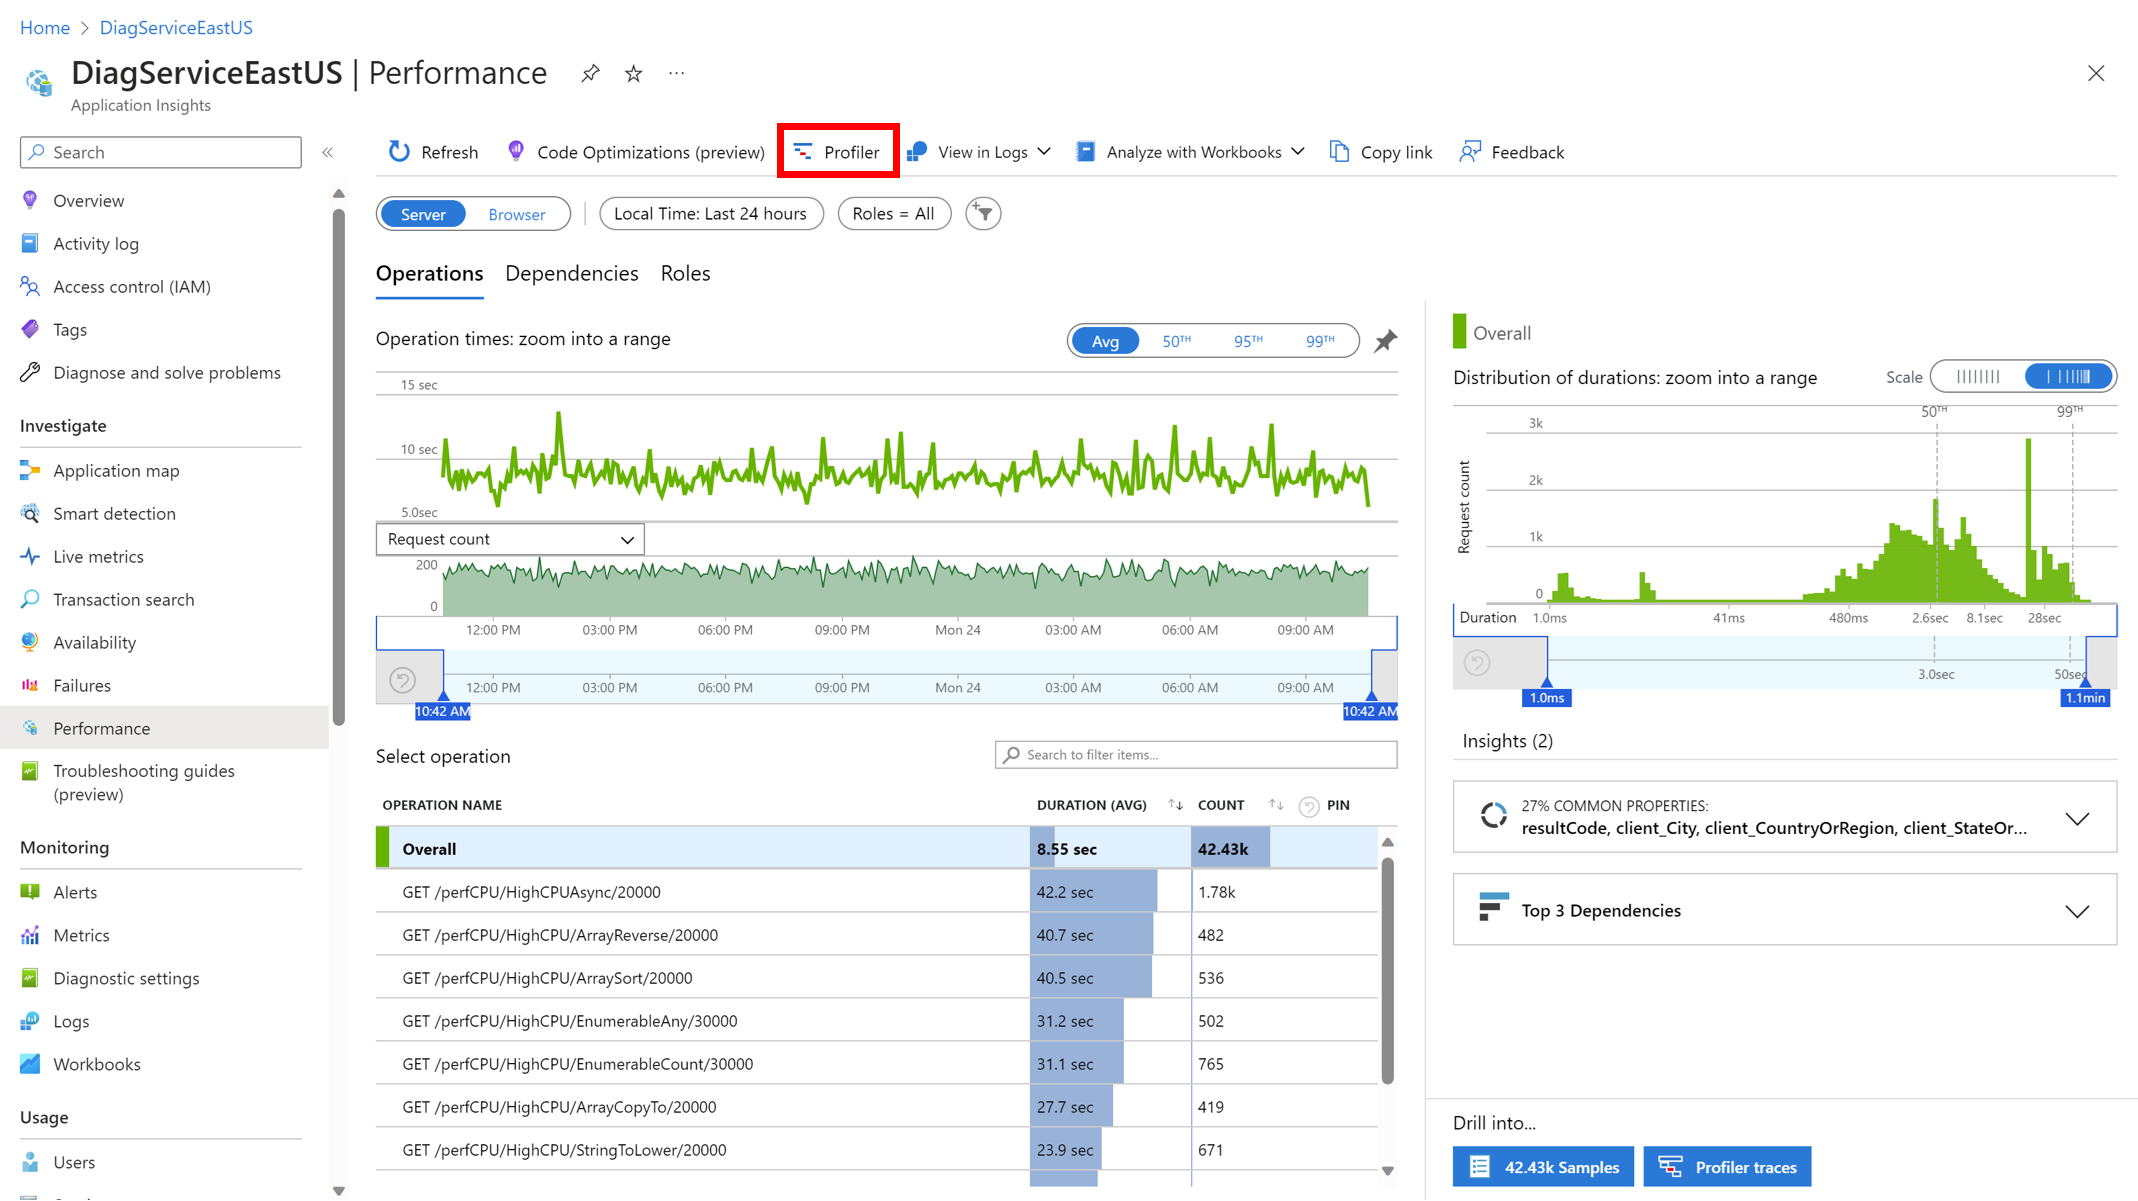 Home > DiagServiceEastUS
DiagServiceEastUS | Performance
Application Insights
Search
Refresh
Code Optimizations (preview)
Profiler
View in Logs
Analyze with Workbooks
Copy link
Feedback
Overview
Activity log
Access control (IAM)
Tags
Diagnose and solve problems
Investigate
Application map
Smart detection
Live metrics
Transaction search
Availability
Failures
Performance
Troubleshooting guides
(preview)
Monitoring
Alerts
Metrics
Diagnostic settings
Logs
Workbooks
Usage
Users
Server Browser
Local Time: Last 24 hours
Roles = All
Operations Dependencies Roles
Operation times: zoom into a range
Avg 50TH 95TH 99TH
15 sec
10 sec
5.0sec
Request count
200
0
12:00 PM 03:00 PM 06:00 PM 09:00 PM Mon 24 03:00 AM 06:00 AM 09:00 AM
12:00 PM 03:00 PM 06:00 PM 09:00 PM Mon 24 03:00 AM 06:00 AM 09:00 AM
10:42 AM 10:42 AM
Select operation
Search to filter items...
OPERATION NAME DURATION (AVG) COUNT PIN
Overall 8.55 sec 42.43k
GET /perfCPU/HighCPUAsync/20000 42.2 sec 1.78k
GET /perfCPU/HighCPU/ArrayReverse/20000 40.7 sec 482
GET /perfCPU/HighCPU/ArraySort/20000 40.5 sec 536
GET /perfCPU/HighCPU/EnumerableAny/30000 31.2 sec 502
GET /perfCPU/HighCPU/EnumerableCount/30000 31.1 sec 765
GET /perfCPU/HighCPU/ArrayCopyTo/20000 27.7 sec 419
GET /perfCPU/HighCPU/StringToLower/20000 23.9 sec 671
Overall
Distribution of durations: zoom into a range
Scale
50TH 99TH
Request count
3k
2k
1k
0
Duration 1.0ms 41ms 480ms 2.6sec 8.1sec 28sec
3.0sec 50sec
1.0ms 1.1min
Insights (2)
27% COMMON PROPERTIES:
resultCode, client_City, client_CountryOrRegion, client_StateOr...
Top 3 Dependencies
Drill into...
42.43k Samples
Profiler traces